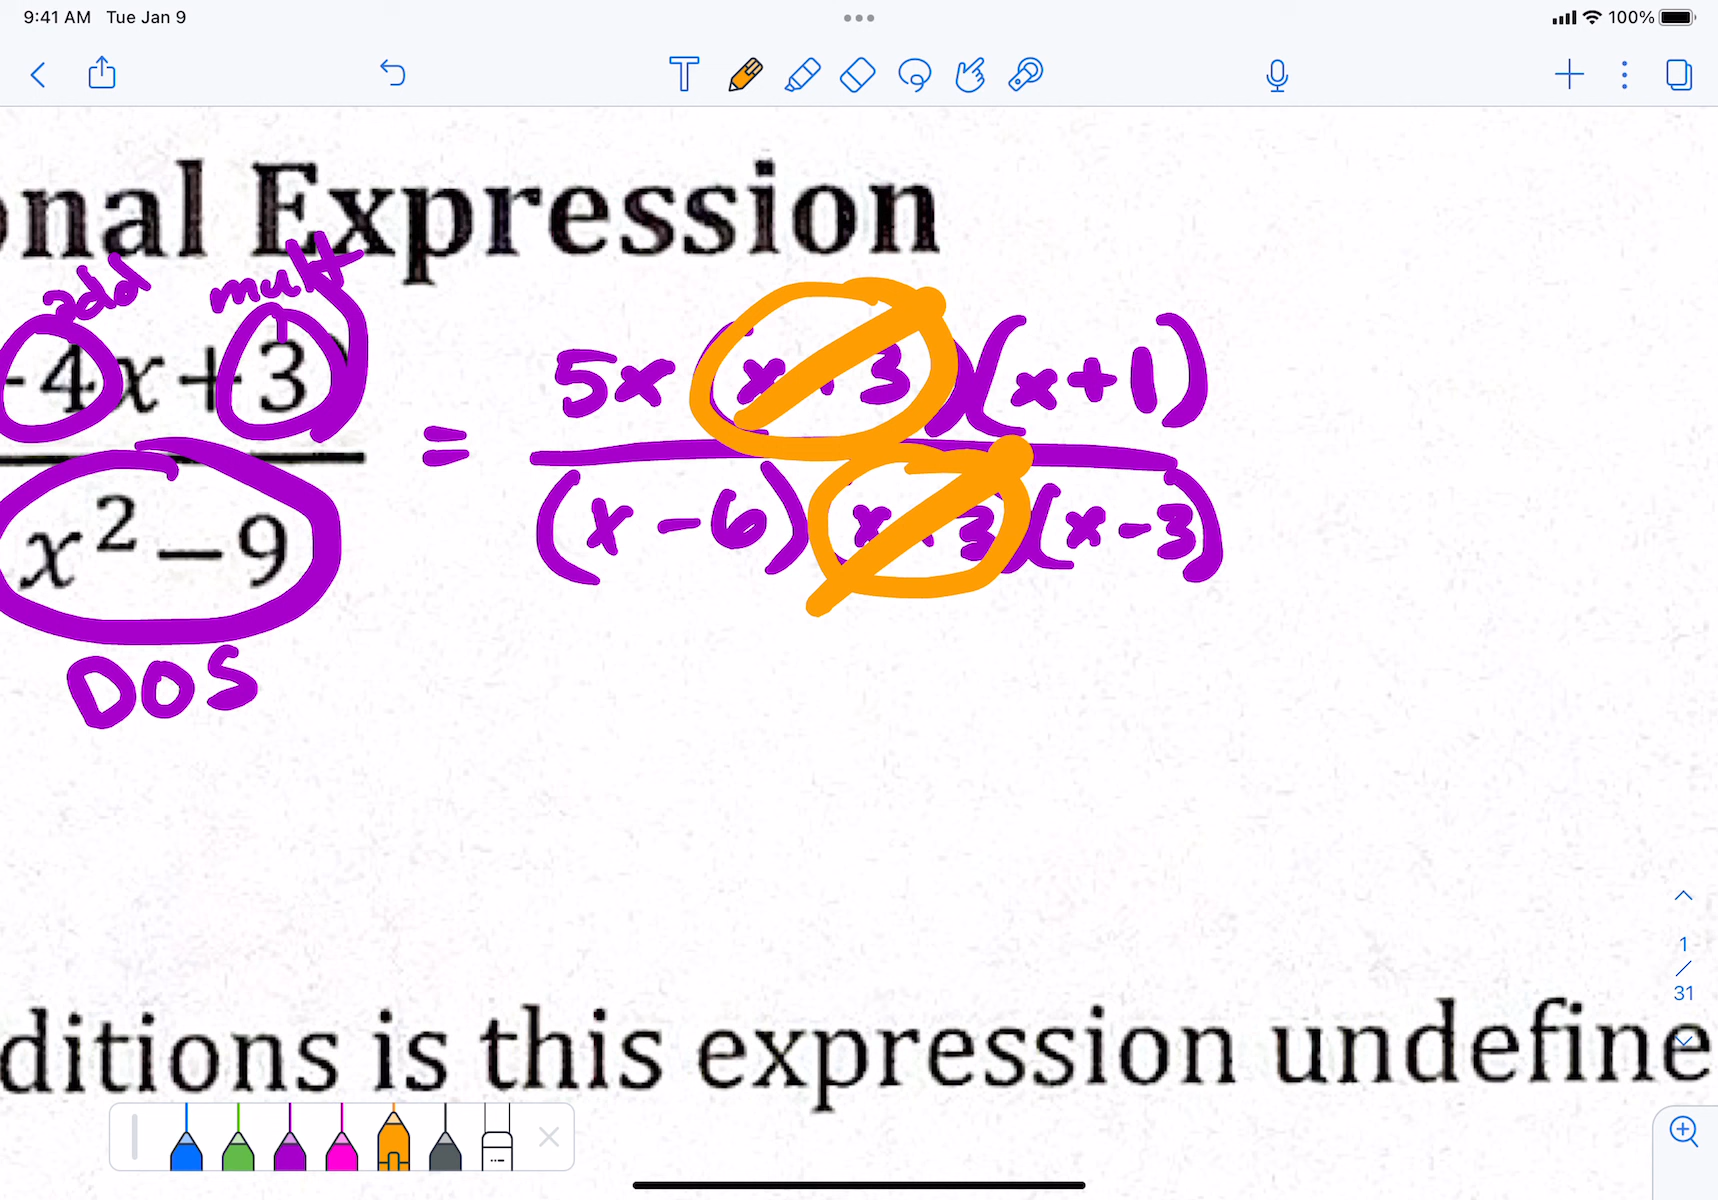 9:41 AM Tue Jan 9 100%
onal Expression
add mult
-4x+3)
= 5x(x+3)(x+1)
(x-6)(x+3)(x-3)
x² – 9
DOS
1
/
31
ditions is this expression undefine